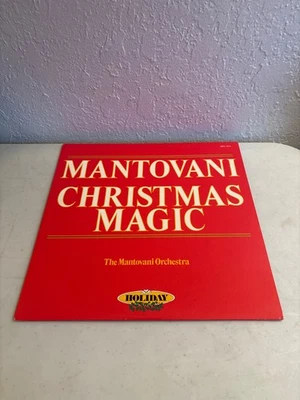 MANTOVANI
CHRISTMAS
MAGIC
The Mantovani Orchestra
HOLIDAY